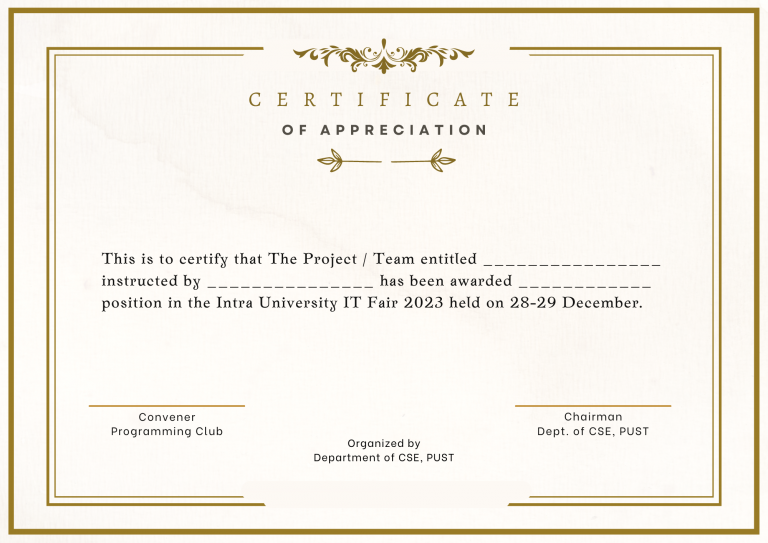 CERTIFICATE
OF APPRECIATION
This is to certify that The Project / Team entitled ________________
instructed by _______________ has been awarded ____________
position in the Intra University IT Fair 2023 held on 28-29 December.
Convener
Programming Club
Chairman
Dept. of CSE, PUST
Organized by
Department of CSE, PUST